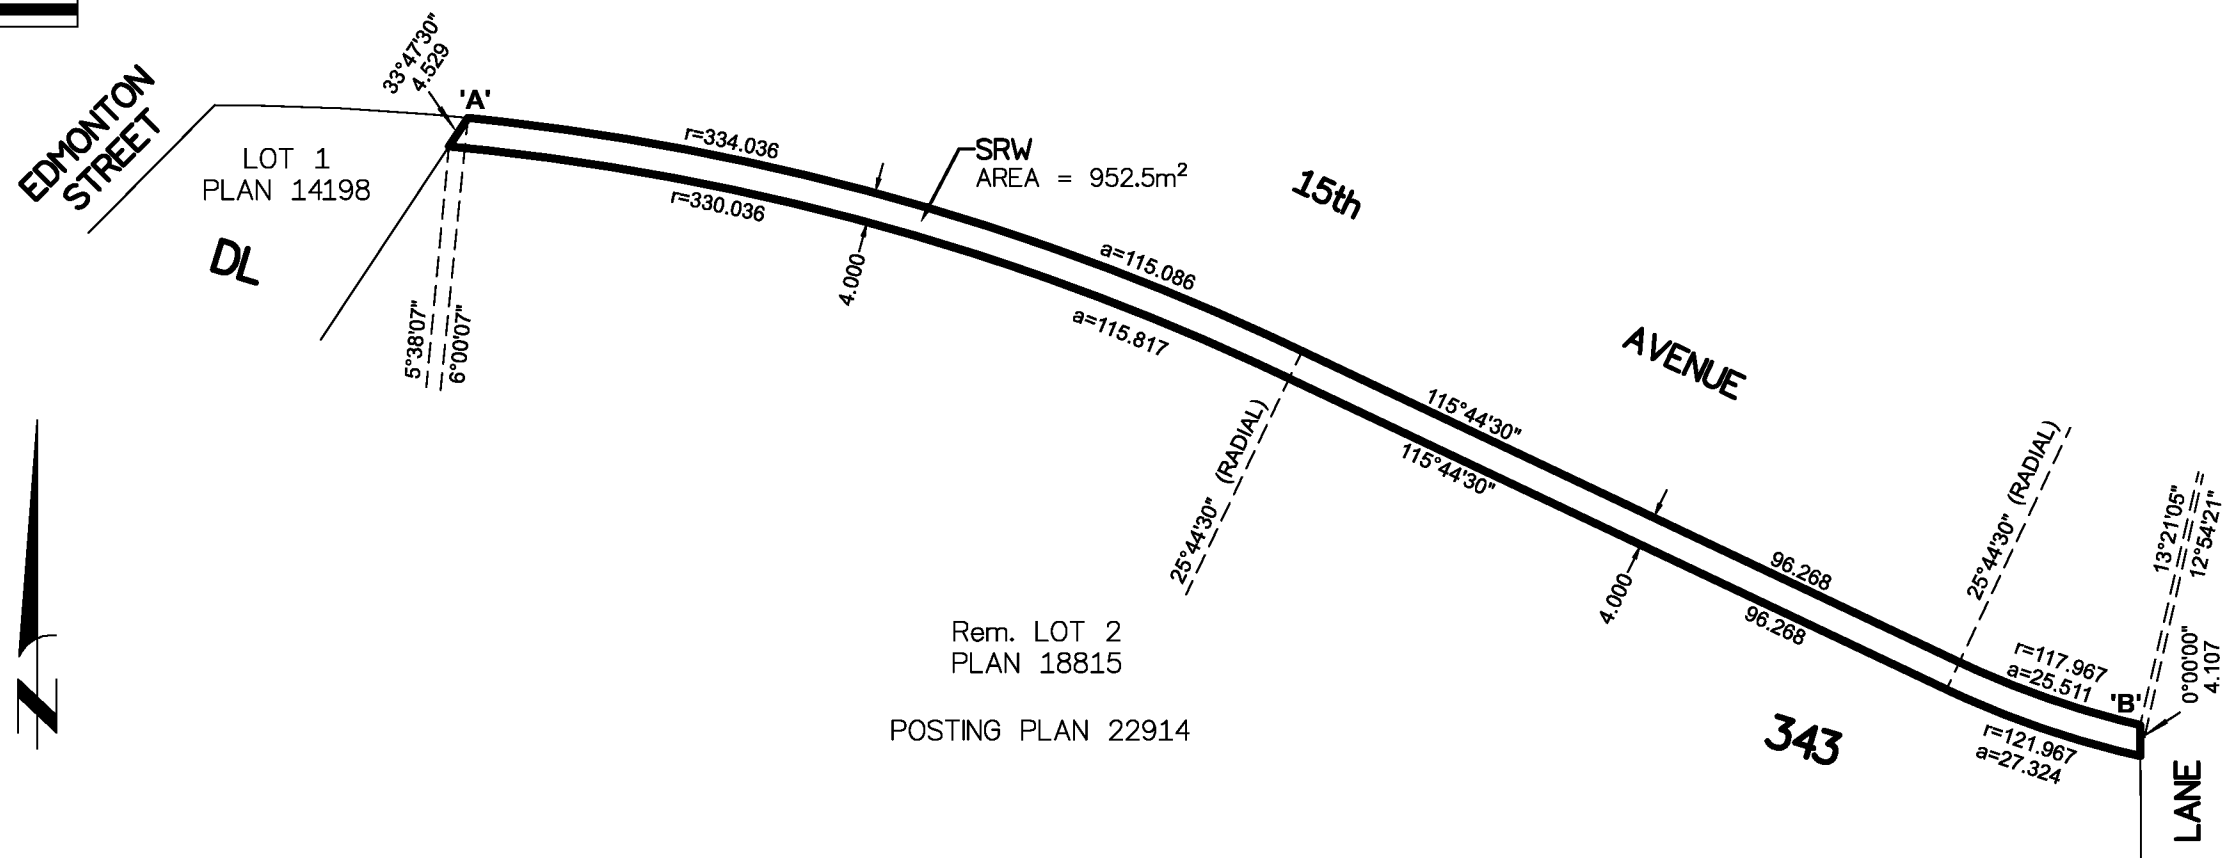 EDMONTON
STREET
33°47'30"
4.529
'A'
LOT 1
PLAN 14198
DL
5°38'07"
6°00'07"
r=334.036
r=330.036
4.000
SRW
AREA = 952.5m²
15th
AVENUE
a=115.086
a=115.817
25°44'30" (RADIAL)
115°44'30"
115°44'30"
4.000
96.268
96.268
25°44'30" (RADIAL)
13°21'05"
12°54'21"
0°00'00"
4.107
r=117.967
a=25.511
'B'
r=121.967
a=27.324
Rem. LOT 2
PLAN 18815
POSTING PLAN 22914
343
LANE
N